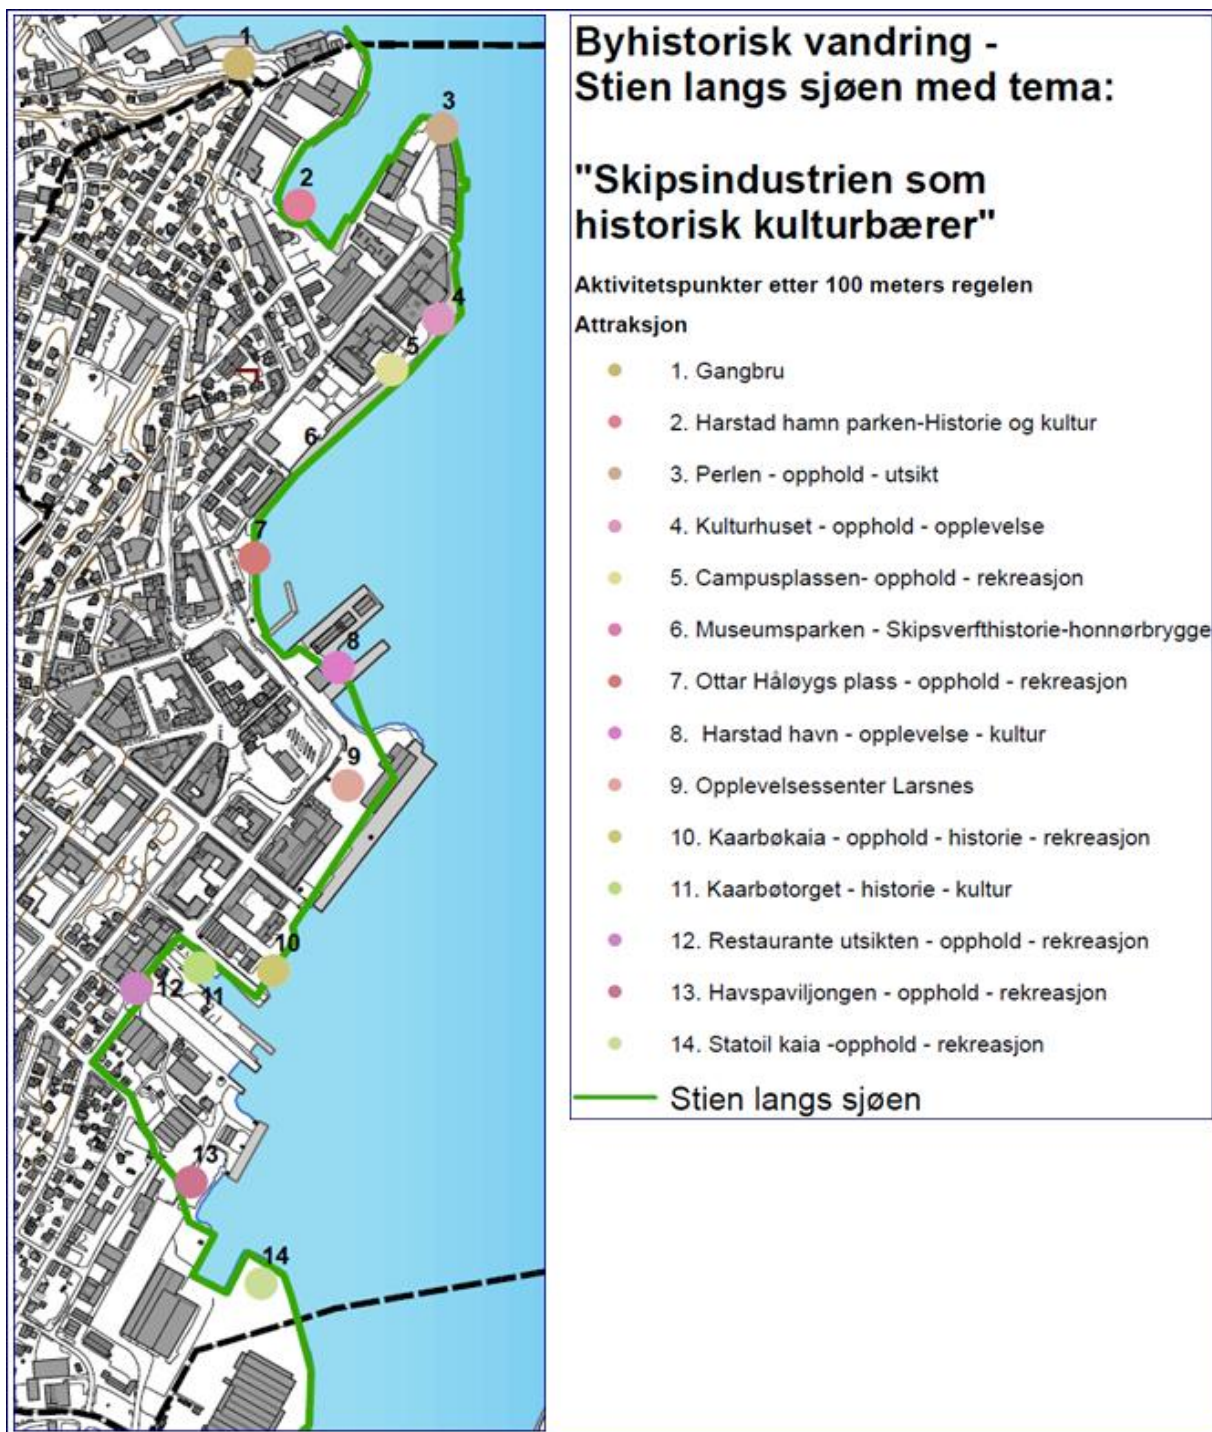 Byhistorisk vandring -
Stien langs sjøen med tema:
"Skipsindustrien som
historisk kulturbærer"
Aktivitetspunkter etter 100 meters regelen
Attraksjon
1. Gangbru
2. Harstad hamn parken-Historie og kultur
3. Perlen - opphold - utsikt
4. Kulturhuset - opphold - opplevelse
5. Campusplassen- opphold - rekreasjon
6. Museumsparken - Skipsverfthistorie-honnørbrygge
7. Ottar Håløygs plass - opphold - rekreasjon
8. Harstad havn - opplevelse - kultur
9. Opplevelsessenter Larsnes
10. Kaarbøkaia - opphold - historie - rekreasjon
11. Kaarbøtorget - historie - kultur
12. Restaurante utsikten - opphold - rekreasjon
13. Havspaviljongen - opphold - rekreasjon
14. Statoil kaia -opphold - rekreasjon
Stien langs sjøen
1
2
3
4
5
6
7
8
9
10
11
12
13
14